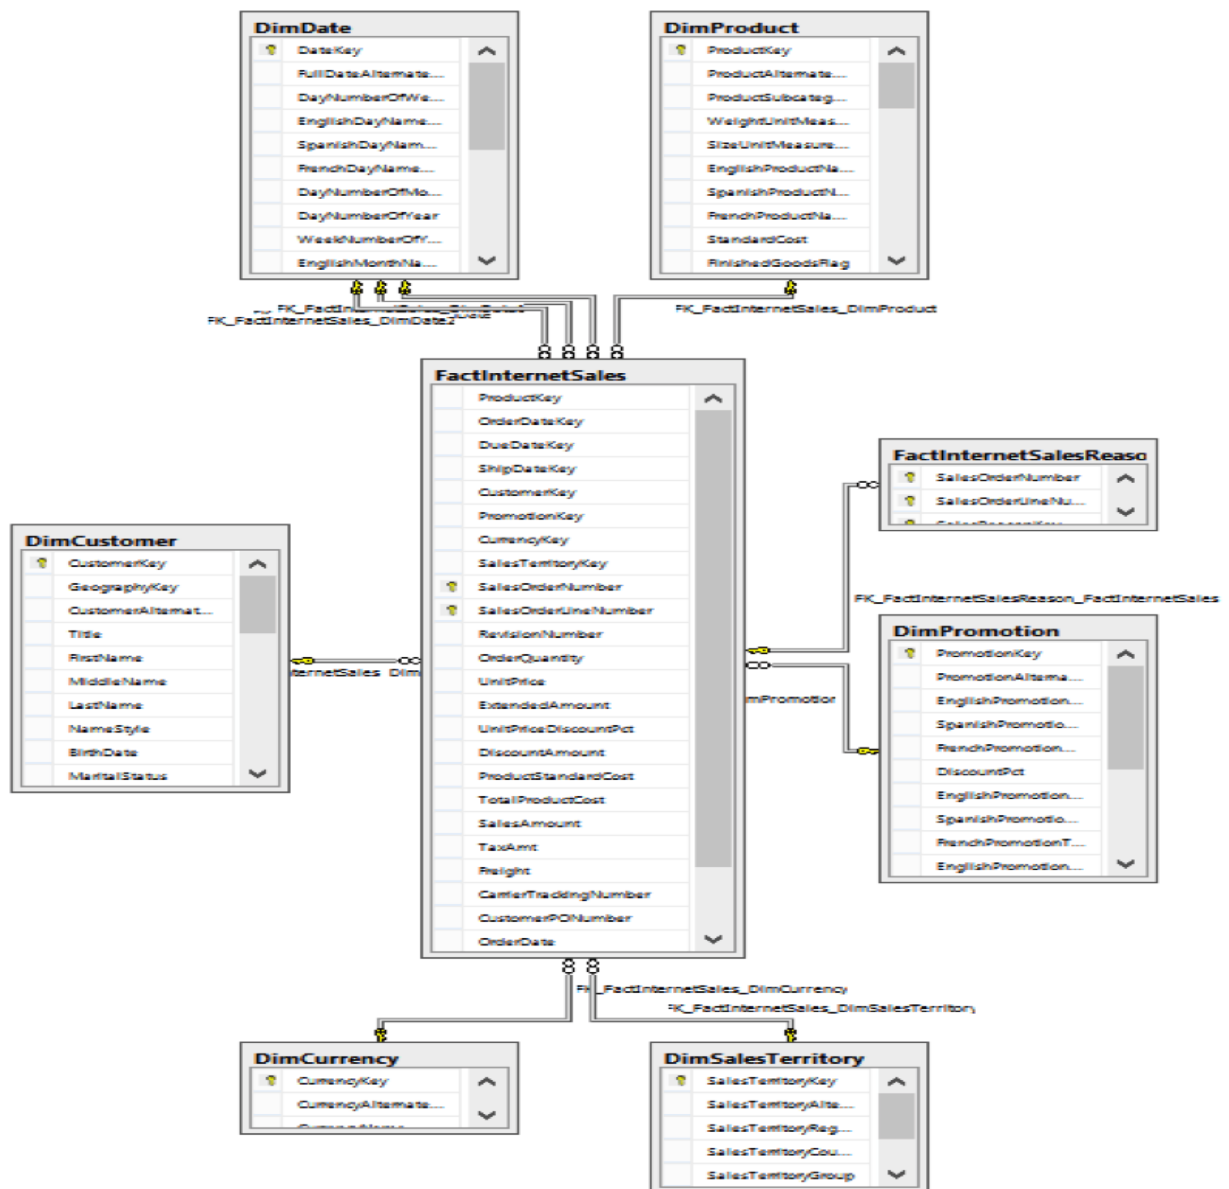 DimDate
DateKey
FullDateAlternate...
DayNumberOfWe...
EnglishDayName...
SpanishDayNam...
FrenchDayName...
DayNumberOfMo...
DayNumberOfYear
WeekNumberOfY...
EnglishMonthNa...
DimProduct
ProductKey
ProductAlternate...
ProductSubcateg...
WeightUnitMeas...
SizeUnitMeasure...
EnglishProductNa...
SpanishProductN...
FrenchProductNa...
StandardCost
FinishedGoodsFlag
FK_FactInternetSales_DimDate2
FK_FactInternetSales_DimProduct
FactInternetSales
ProductKey
OrderDateKey
DueDateKey
ShipDateKey
CustomerKey
PromotionKey
CurrencyKey
SalesTerritoryKey
SalesOrderNumber
SalesOrderLineNumber
RevisionNumber
OrderQuantity
UnitPrice
ExtendedAmount
UnitPriceDiscountPct
DiscountAmount
ProductStandardCost
TotalProductCost
SalesAmount
TaxAmt
Freight
CarrierTrackingNumber
CustomerPONumber
OrderDate
FactInternetSalesReaso
SalesOrderNumber
SalesOrderLineNu...
SalesReasonKey
FK_FactInternetSalesReason_FactInternetSales
DimCustomer
CustomerKey
GeographyKey
CustomerAlternat...
Title
FirstName
MiddleName
LastName
NameStyle
BirthDate
MaritalStatus
nternetSales_Dim
DimPromotion
PromotionKey
PromotionAlterna...
EnglishPromotion...
SpanishPromotio...
FrenchPromotion...
DiscountPct
EnglishPromotion...
SpanishPromotio...
FrenchPromotionT...
EnglishPromotion...
mPromotion
FK_FactInternetSales_DimCurrency
FK_FactInternetSales_DimSalesTerritory
DimCurrency
CurrencyKey
CurrencyAlternate...
CurrencyName
DimSalesTerritory
SalesTerritoryKey
SalesTerritoryAlte...
SalesTerritoryReg...
SalesTerritoryCou...
SalesTerritoryGroup